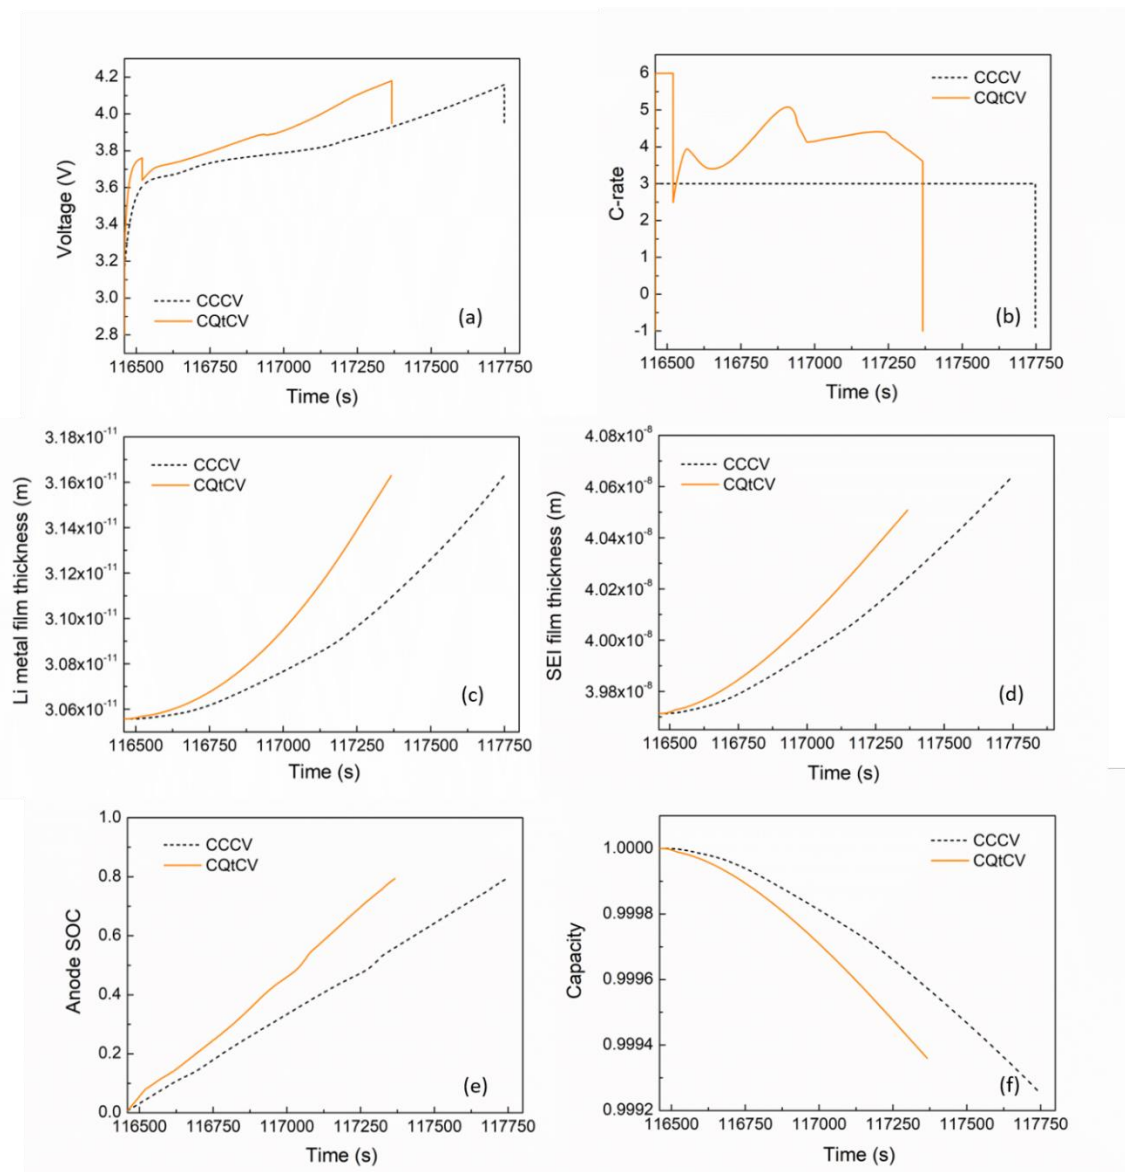 4.2
4.0
3.8
3.6
3.4
3.2
3.0
2.8
Voltage (V)
CCCV
CQtCV
(a)
116500 116750 117000 117250 117500 117750
Time (s)
6
5
4
3
2
1
0
-1
C-rate
CCCV
CQtCV
(b)
116500 116750 117000 117250 117500 117750
Time (s)
3.18x10⁻¹¹
3.16x10⁻¹¹
3.14x10⁻¹¹
3.12x10⁻¹¹
3.10x10⁻¹¹
3.08x10⁻¹¹
3.06x10⁻¹¹
Li metal film thickness (m)
CCCV
CQtCV
(c)
116500 116750 117000 117250 117500 117750
Time (s)
4.08x10⁻⁸
4.06x10⁻⁸
4.04x10⁻⁸
4.02x10⁻⁸
4.00x10⁻⁸
3.98x10⁻⁸
SEI film thickness (m)
CCCV
CQtCV
(d)
116500 116750 117000 117250 117500 117750
Time (s)
1.0
0.8
0.6
0.4
0.2
0.0
Anode SOC
CCCV
CQtCV
(e)
116500 116750 117000 117250 117500 117750
Time (s)
1.0000
0.9998
0.9996
0.9994
0.9992
Capacity
CCCV
CQtCV
(f)
116500 116750 117000 117250 117500 117750
Time (s)